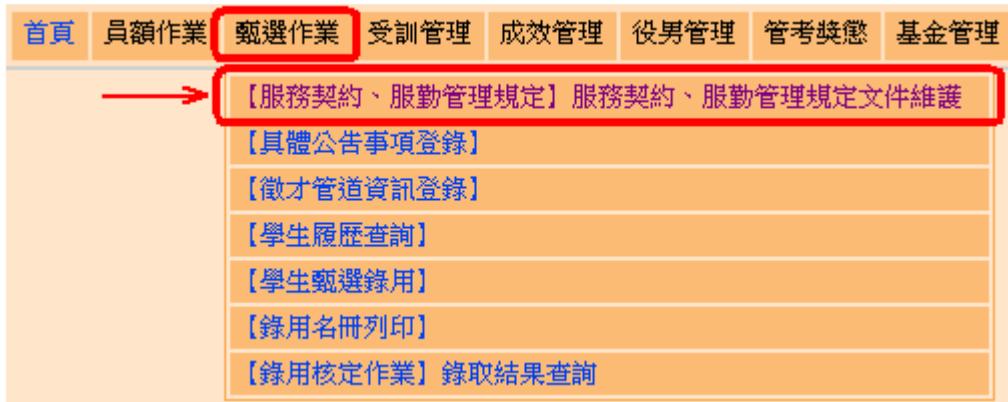 首頁 員額作業 甄選作業 受訓管理 成效管理 役男管理 管考獎懲 基金管理
【服務契約、服勤管理規定】服務契約、服勤管理規定文件維護
【具體公告事項登錄】
【徵才管道資訊登錄】
【學生履歷查詢】
【學生甄選錄用】
【錄用名冊列印】
【錄用核定作業】錄取結果查詢